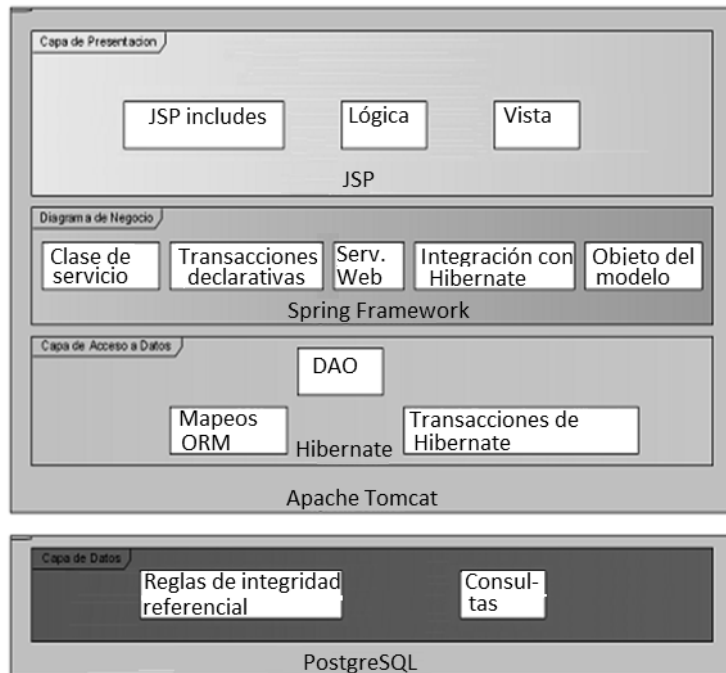 Capa de Presentacion
JSP includes
Lógica
Vista
JSP
Diagrama de Negocio
Clase de
servicio
Transacciones
declarativas
Serv.
Web
Integración con
Hibernate
Objeto del
modelo
Spring Framework
Capa de Acceso a Datos
DAO
Mapeos
ORM
Hibernate
Transacciones de
Hibernate
Apache Tomcat
Capa de Datos
Reglas de integridad
referencial
Consul-
tas
PostgreSQL